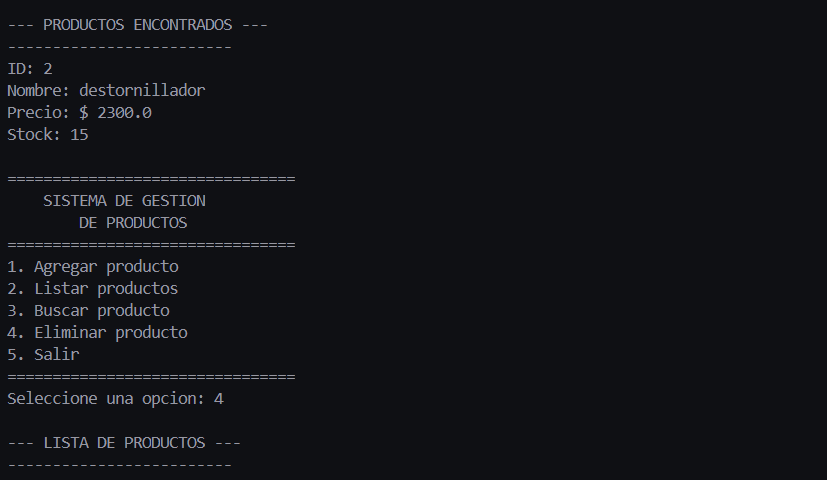 --- PRODUCTOS ENCONTRADOS ---
-------------------------
ID: 2
Nombre: destornillador
Precio: $ 2300.0
Stock: 15

================================
    SISTEMA DE GESTION
        DE PRODUCTOS
================================
1. Agregar producto
2. Listar productos
3. Buscar producto
4. Eliminar producto
5. Salir
================================
Seleccione una opcion: 4

--- LISTA DE PRODUCTOS ---
-------------------------